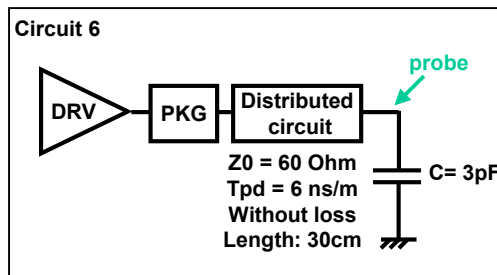 Circuit 6
probe
DRV
PKG
Distributed
circuit
Z0 = 60 Ohm
Tpd = 6 ns/m
Without loss
Length: 30cm
C= 3pF